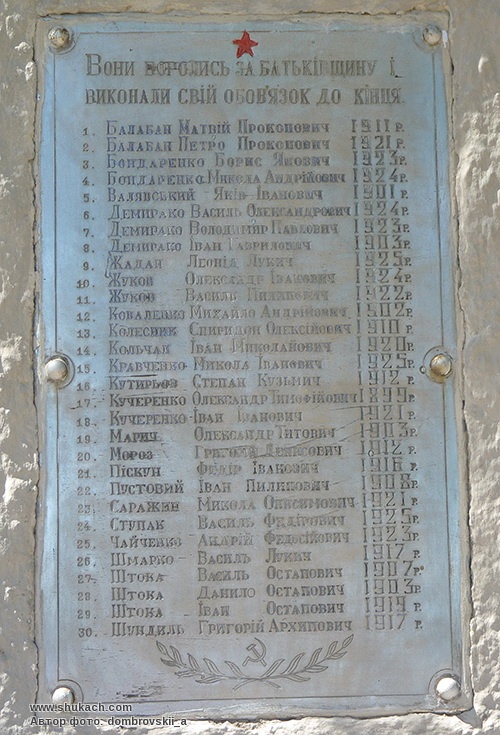 Вони боролись за Батьківщину і
виконали свій обов'язок до кінця.
1. Балабан Матвій Прокопович 1911 р.
2. Балабан Петро Прокопович 1921 р.
3. Бондаренко Борис Якович 1923 р.
4. Бондаренко Микола Андрійович 1924 р.
5. Валявський Яків Іванович 1901 р.
6. Демирако Василь Олександрович 1924 р.
7. Демирако Володимир Павлович 1923 р.
8. Демирако Іван Гаврилович 1903 р.
9. Жадан Леонід Лукич 1925 р.
10. Жуков Олександр Іванович 1924 р.
11. Жуков Василь Пилипович 1922 р.
12. Коваленко Михайло Андрійович 1902 р.
13. Колесник Спиридон Олексійович 1910 р.
14. Кольчак Іван Миколайович 1920 р.
15. Кравченко Микола Іванович 1925 р.
16. Кутирьов Степан Кузьмич 1912 р.
17. Кучеренко Олександр Тимофійович 1899 р.
18. Кучеренко Іван Іванович 1921 р.
19. Марич Олександр Титович 1903 р.
20. Мороз Григорій Денисович 1912 р.
21. Піскун Федір Іванович 1916 р.
22. Пустовий Іван Пилипович 1908 р.
23. Саражин Микола Онисимович 1921 р.
24. Ступак Василь Федірович 1925 р.
25. Чайченко Андрій Федосійович 1923 р.
26. Шмарко Василь Лукич 1917 р.
27. Штока Василь Остапович 1907 р.
28. Штока Данило Остапович 1903 р.
29. Штока Іван Остапович 1919 р.
30. Шундиль Григорій Архипович 1917 р.
www.shukach.com
Автор фото: dombrovskii_a